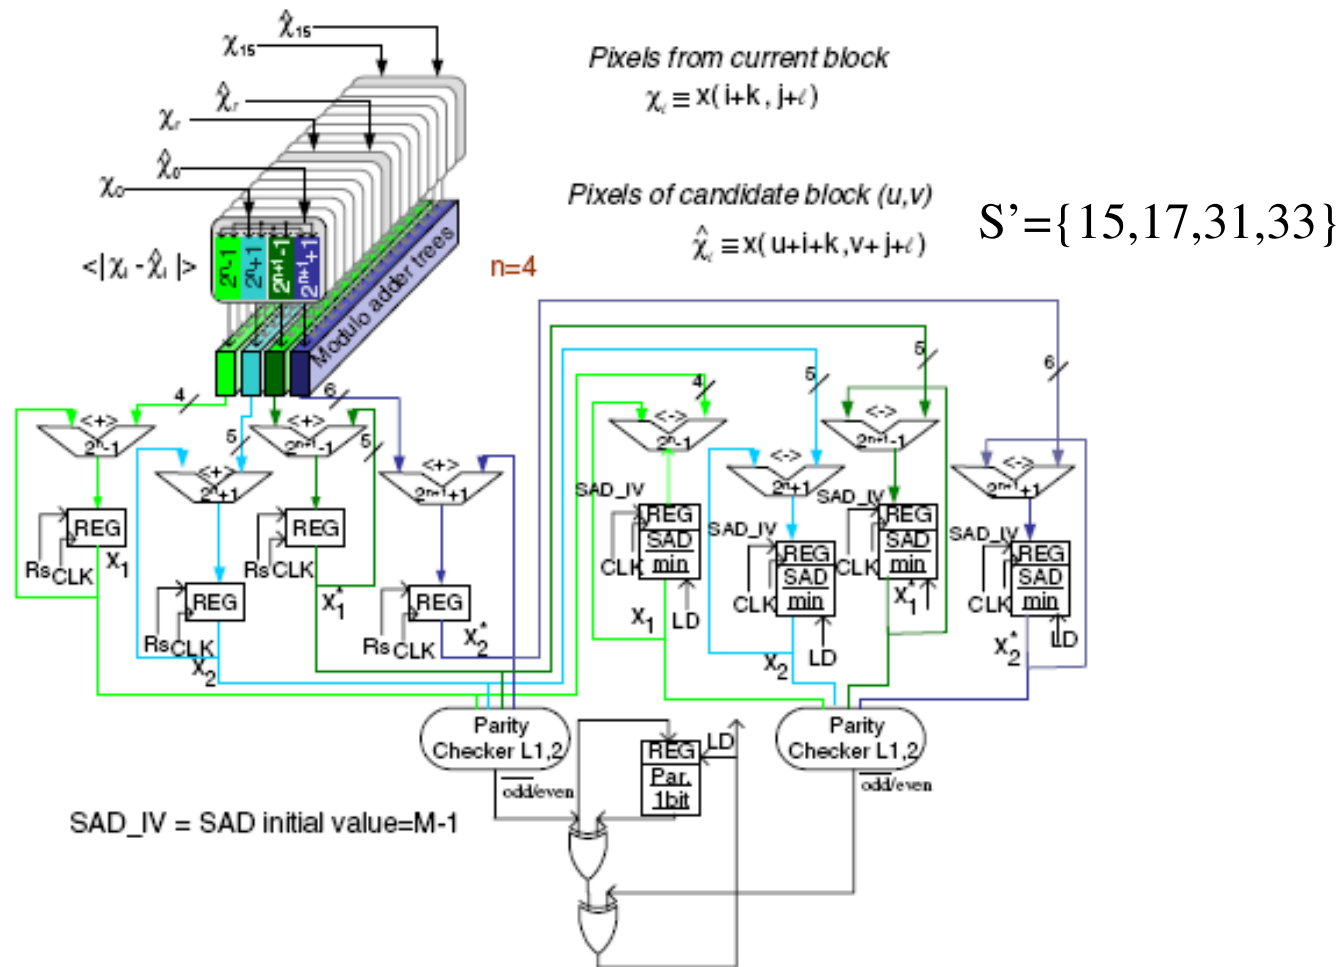 χ̂₁₅
χ₁₅
Pixels from current block
χᵢ ≡ x( i+k , j+ℓ)
χ̂ᵣ
χᵣ
χ̂₀
χ₀
Pixels of candidate block (u,v)
χ̂ᵢ ≡ x( u+i+k ,v+ j+ℓ)
S'={15,17,31,33}
<|χᵢ - χ̂ᵢ|>
2ⁿ-1
2ⁿ+1
2ⁿ⁺¹-1
2ⁿ⁺¹+1
n=4
Modulo adder trees
4
6
5
5
4
5
5
6
<+>
2ⁿ-1
<+>
2ⁿ+1
<+>
2ⁿ⁺¹-1
<+>
2ⁿ⁺¹+1
<->
2ⁿ-1
<->
2ⁿ+1
<->
2ⁿ⁺¹-1
<->
2ⁿ⁺¹+1
REG
Rs CLK
X₁
REG
Rs CLK
X₂
REG
Rs CLK
X₁*
REG
Rs CLK
X₂*
SAD_IV
REG
SAD
min
CLK
X₁
LD
SAD_IV
REG
SAD
min
CLK
X₂
LD
SAD_IV
REG
SAD
min
CLK
X₁*
SAD_IV
REG
SAD
min
CLK
X₂*
LD
Parity
Checker L1,2
odd/even
REG
Par.
1bit
LD
Parity
Checker L1,2
odd/even
SAD_IV = SAD initial value=M-1